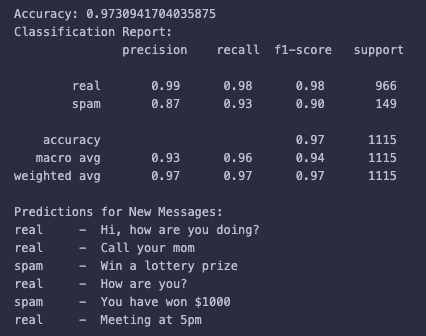 Accuracy: 0.9730941704035875
Classification Report:
precision recall f1-score support
real 0.99 0.98 0.98 966
spam 0.87 0.93 0.90 149
accuracy 0.97 1115
macro avg 0.93 0.96 0.94 1115
weighted avg 0.97 0.97 0.97 1115
Predictions for New Messages:
real - Hi, how are you doing?
real - Call your mom
spam - Win a lottery prize
real - How are you?
spam - You have won $1000
real - Meeting at 5pm